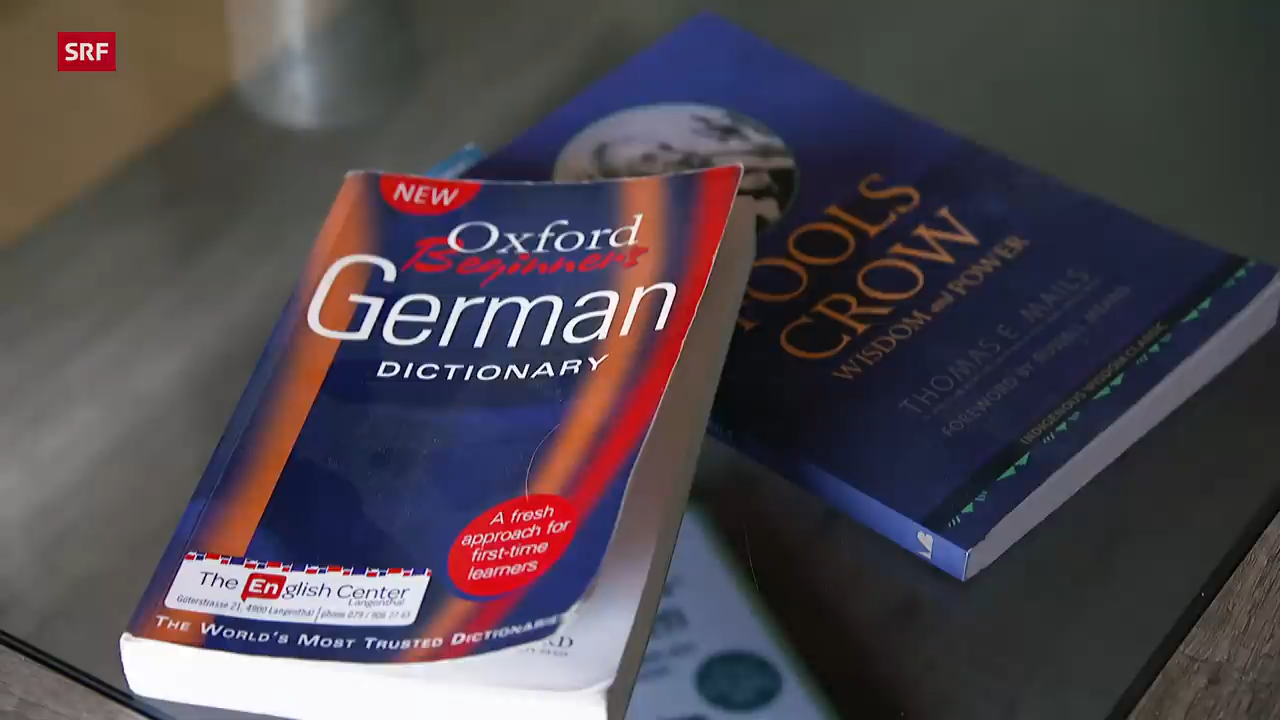 SRF
NEW
Oxford
Beginner's
German
DICTIONARY
A fresh
approach for
first-time
learners
The English Center
Langenthal
Güterstrasse 21, 4900 Langenthal
THE WORLD'S MOST TRUSTED DICTIONARIES
FOOLS
CROW
WISDOM and POWER
THOMAS E. MAILS
FOREWORD BY
INDIGENOUS WISDOM CLASSIC